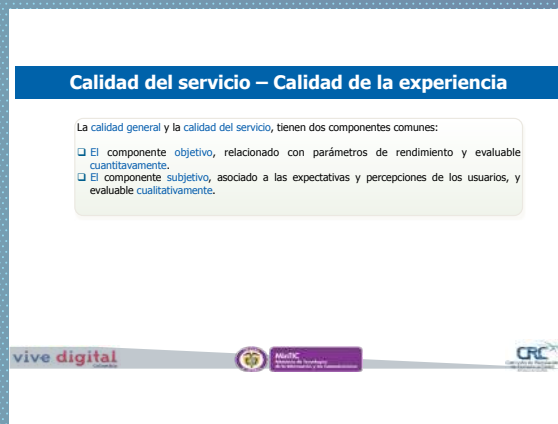 Calidad del servicio – Calidad de la experiencia
La calidad general y la calidad del servicio, tienen dos componentes comunes:
El componente objetivo, relacionado con parámetros de rendimiento y evaluable
cuantitavamente.
El componente subjetivo, asociado a las expectativas y percepciones de los usuarios, y
evaluable cualitativamente.
vive digital
MinTIC
CRC